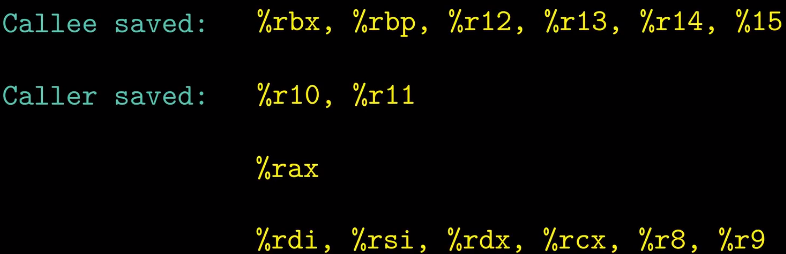 Callee saved: %rbx, %rbp, %r12, %r13, %r14, %15
Caller saved: %r10, %r11
%rax
%rdi, %rsi, %rdx, %rcx, %r8, %r9